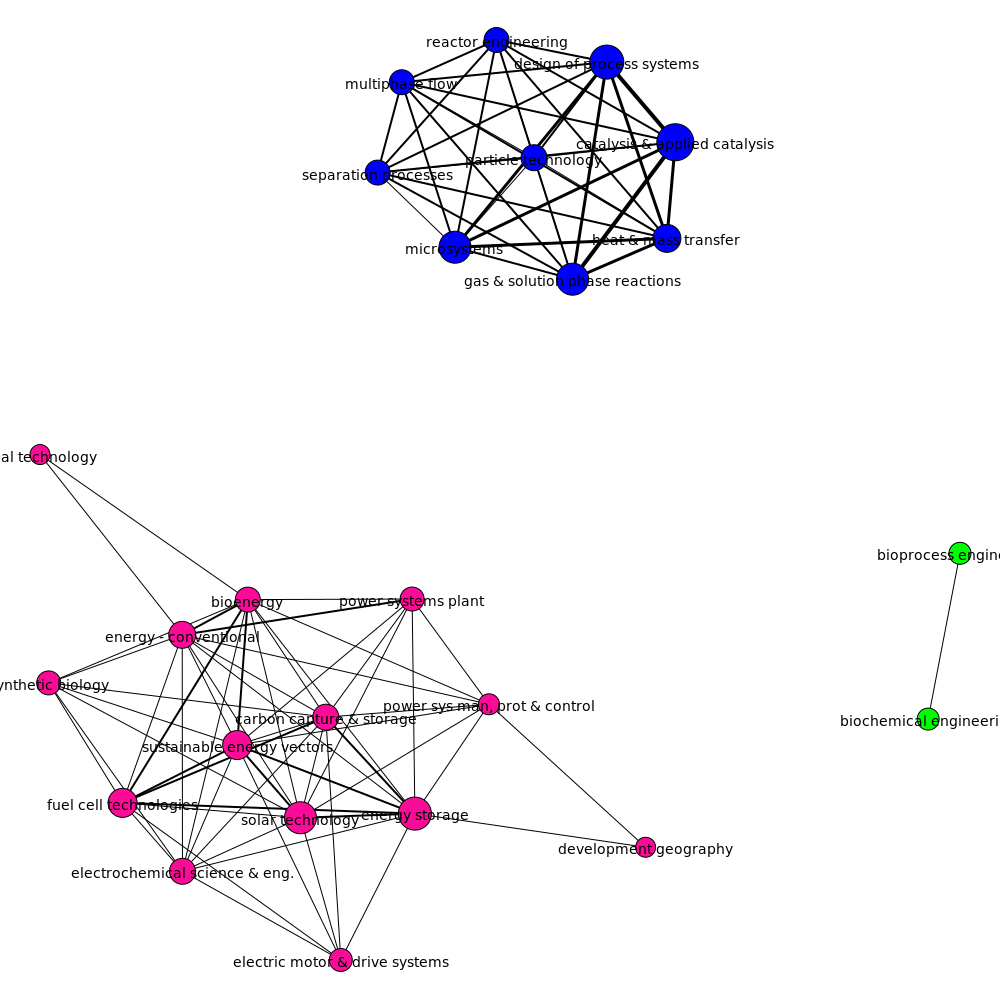 reactor engineering
design of process systems
multiphase flow
catalysis & applied catalysis
particle technology
separation processes
heat & mass transfer
microsystems
gas & solution phase reactions
al technology
bioprocess engine
bioenergy
power systems plant
energy - conventional
ynthetic biology
power sys man, prot & control
carbon capture & storage
biochemical engineeri
sustainable energy vectors
fuel cell technologies
solar technology
energy storage
development geography
electrochemical science & eng.
electric motor & drive systems